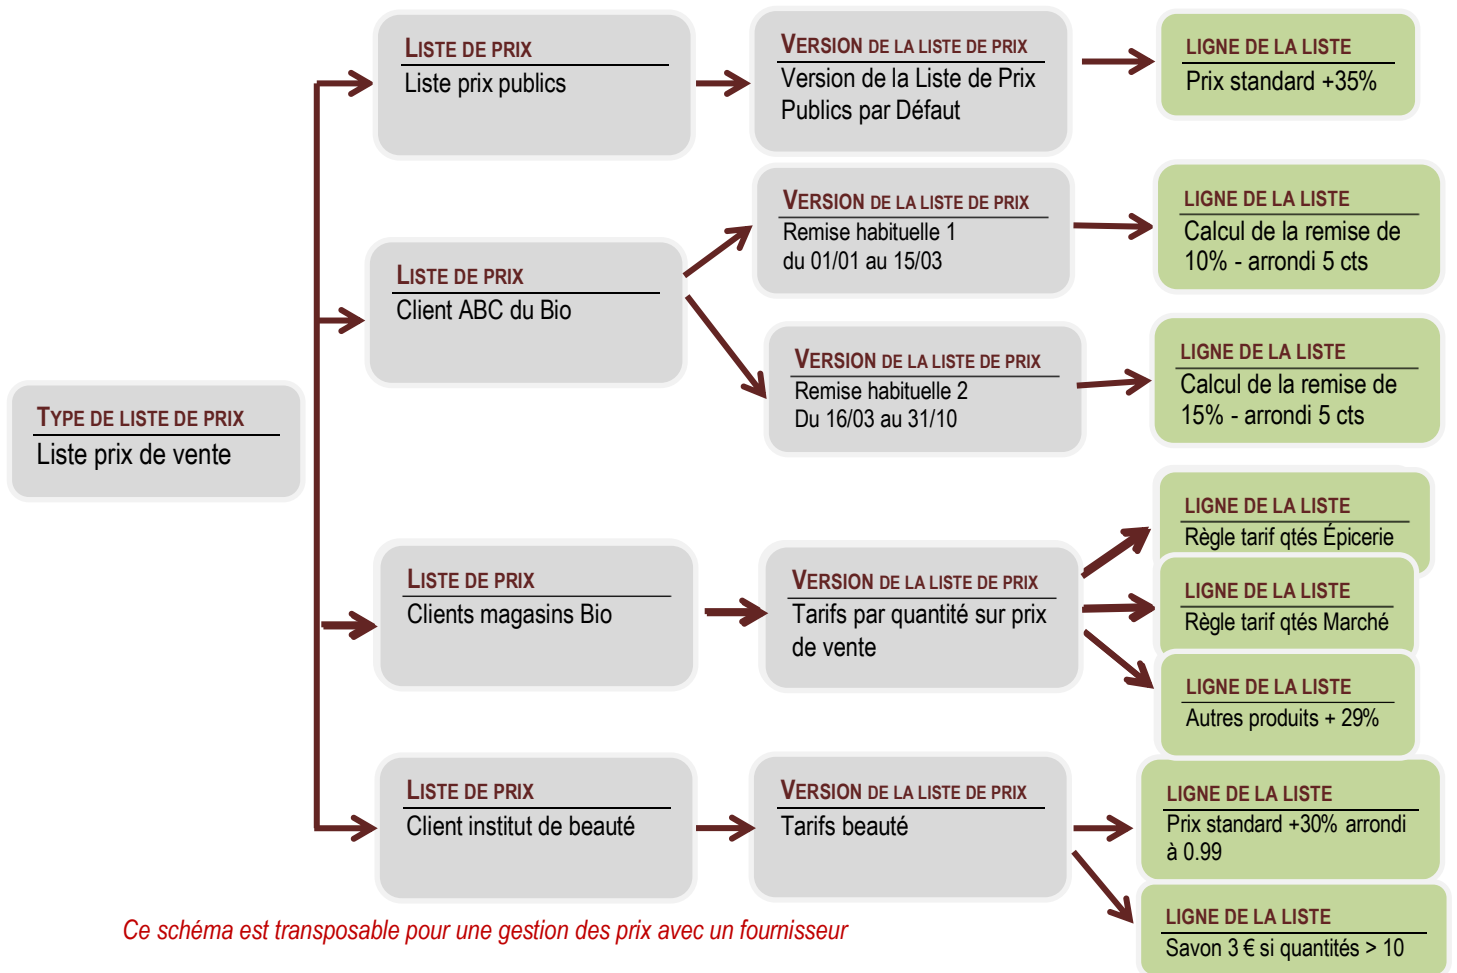 TYPE DE LISTE DE PRIX
Liste prix de vente
LISTE DE PRIX
Liste prix publics
VERSION DE LA LISTE DE PRIX
Version de la Liste de Prix
Publics par Défaut
LIGNE DE LA LISTE
Prix standard +35%
LISTE DE PRIX
Client ABC du Bio
VERSION DE LA LISTE DE PRIX
Remise habituelle 1
du 01/01 au 15/03
LIGNE DE LA LISTE
Calcul de la remise de
10% - arrondi 5 cts
VERSION DE LA LISTE DE PRIX
Remise habituelle 2
Du 16/03 au 31/10
LIGNE DE LA LISTE
Calcul de la remise de
15% - arrondi 5 cts
LISTE DE PRIX
Clients magasins Bio
VERSION DE LA LISTE DE PRIX
Tarifs par quantité sur prix
de vente
LIGNE DE LA LISTE
Règle tarif qtés Épicerie
LIGNE DE LA LISTE
Règle tarif qtés Marché
LIGNE DE LA LISTE
Autres produits + 29%
LISTE DE PRIX
Client institut de beauté
VERSION DE LA LISTE DE PRIX
Tarifs beauté
LIGNE DE LA LISTE
Prix standard +30% arrondi
à 0.99
LIGNE DE LA LISTE
Savon 3 € si quantités > 10
Ce schéma est transposable pour une gestion des prix avec un fournisseur